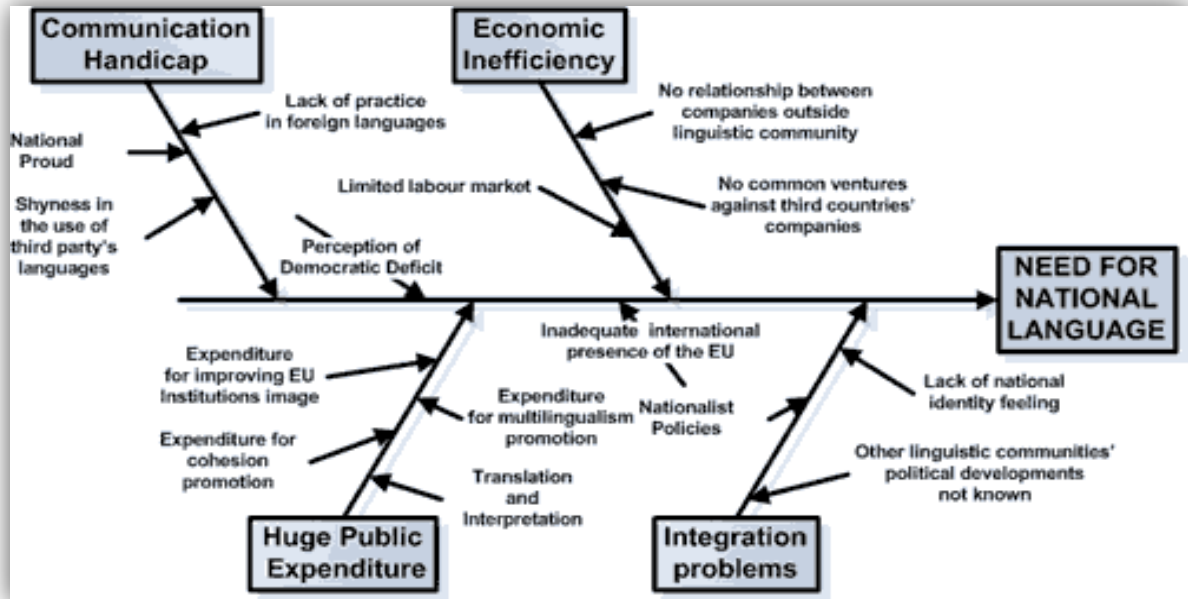 Communication
Handicap
Economic
Inefficiency
Lack of practice
in foreign languages
National
Proud
Shyness in
the use of
third party's
languages
No relationship between
companies outside
linguistic community
Limited labour market
No common ventures
against third countries'
companies
Perception of
Democratic Deficit
NEED FOR
NATIONAL
LANGUAGE
Inadequate international
presence of the EU
Expenditure
for improving EU
Institutions image
Expenditure
for multilingualism
promotion
Expenditure for
cohesion
promotion
Translation
and
Interpretation
Nationalist
Policies
Lack of national
identity feeling
Other linguistic communities'
political developments
not known
Huge Public
Expenditure
Integration
problems